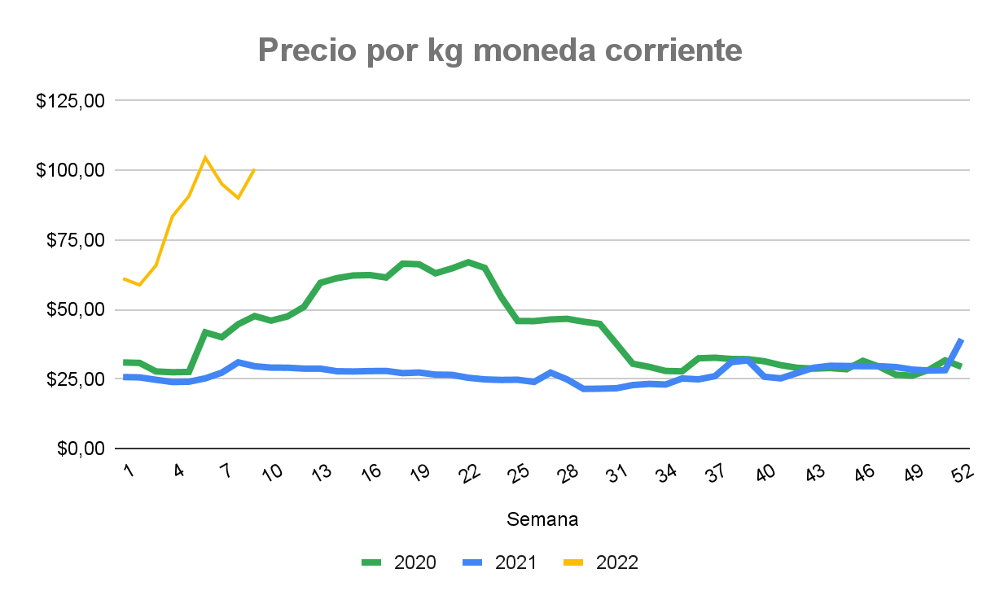 Precio por kg moneda corriente
$125,00
$100,00
$75,00
$50,00
$25,00
$0,00
1 4 7 10 13 16 19 22 25 28 31 34 37 40 43 46 49 52
Semana
2020 2021 2022